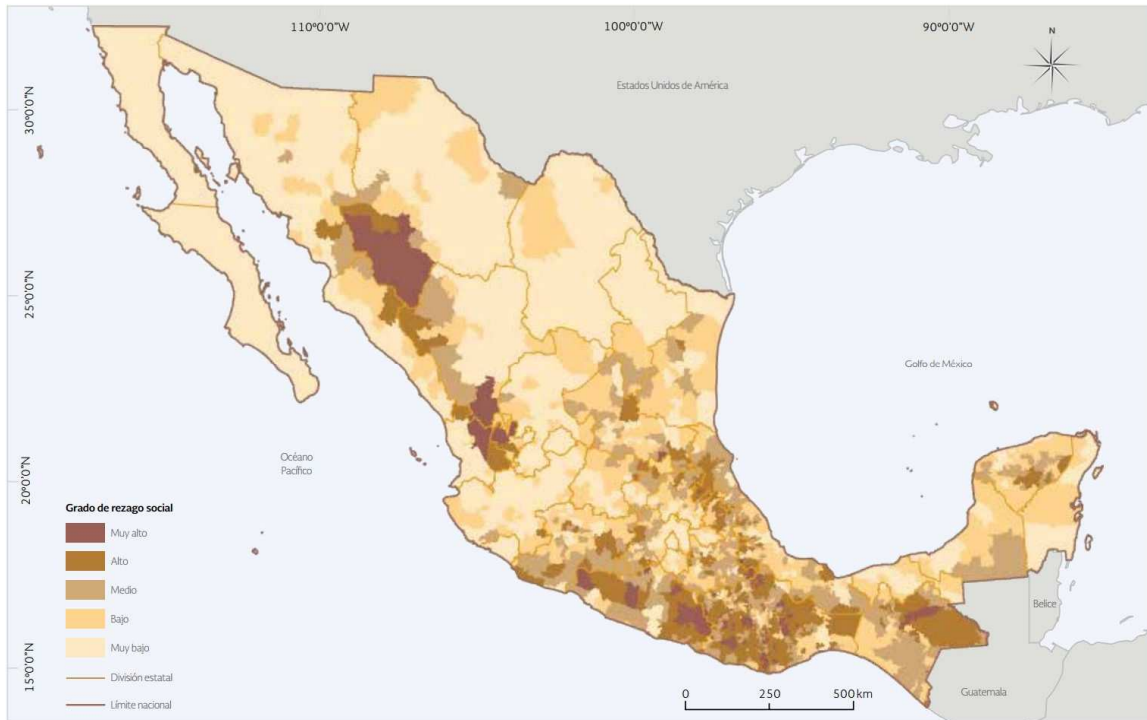 110°0'0"W
100°0'0"W
90°0'0"W
N
Estados Unidos de América
30°0'0"N
25°0'0"N
Golfo de México
Océano
Pacífico
20°0'0"N
Grado de rezago social
Muy alto
Alto
Medio
Bajo
Muy bajo
División estatal
Límite nacional
Belice
15°0'0"N
0 250 500 km
Guatemala